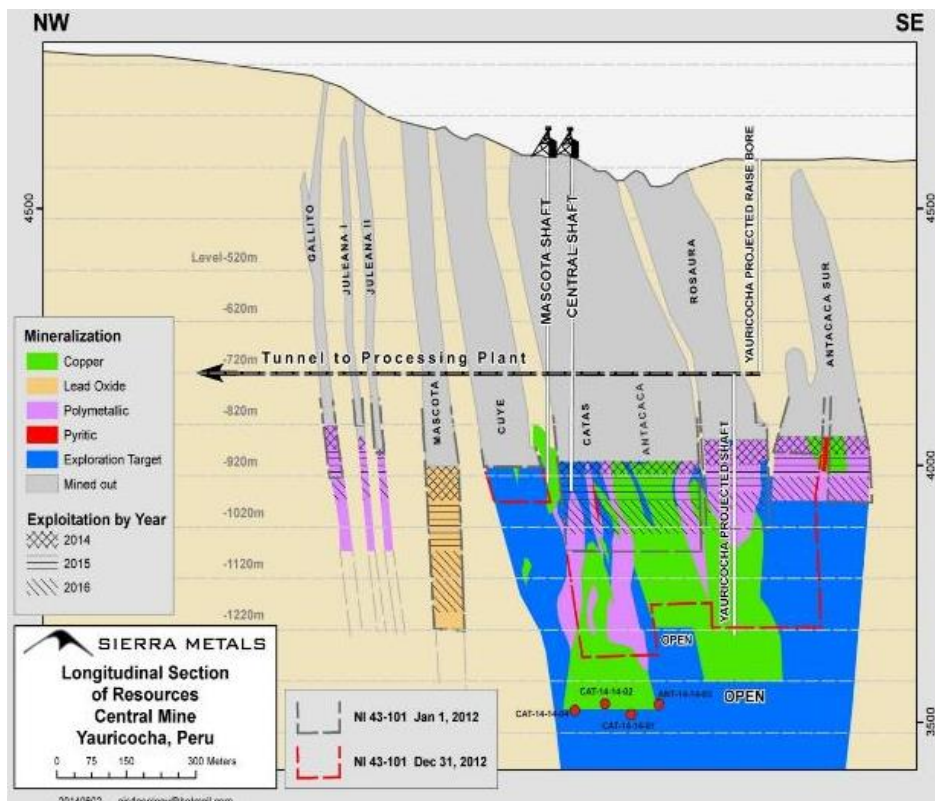 NW
SE
4500
4500
4000
4000
3500
GALLITO
JULEANA I
JULEANA II
MASCOTA
CUYE
MASCOTA SHAFT
CENTRAL SHAFT
CATAS
ANTACACA
ROSAURA
YAURICOCHA PROJECTED RAISE BORE
YAURICOCHA PROJECTED SHAFT
ANTACACA SUR
Level-520m
-620m
-720m
Tunnel to Processing Plant
-820m
-920m
-1020m
-1120m
-1220m
OPEN
OPEN
CAT-14-14-02
ANT-14-14-03
CAT-14-14-04
CAT-14-14-01
Mineralization
Copper
Lead Oxide
Polymetallic
Pyritic
Exploration Target
Mined out
Exploitation by Year
2014
2015
2016
SIERRA METALS
Longitudinal Section
of Resources
Central Mine
Yauricocha, Peru
0 75 150 300 Meters
NI 43-101 Jan 1, 2012
NI 43-101 Dec 31, 2012